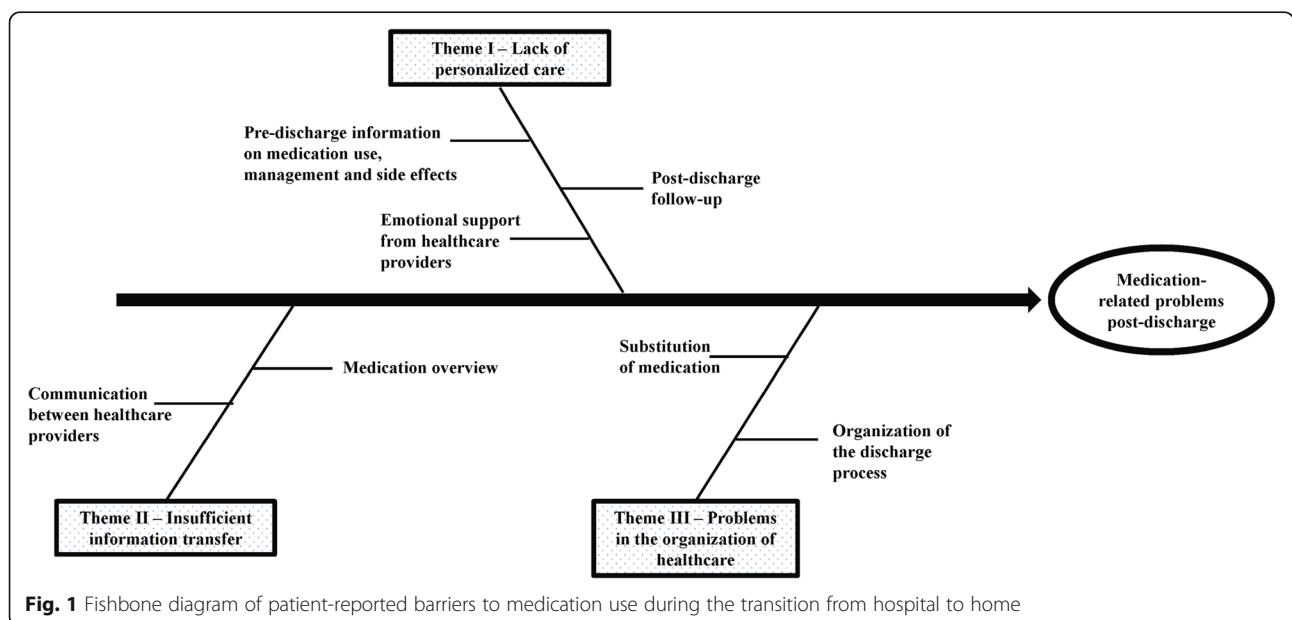 Theme I – Lack of
personalized care
Pre-discharge information
on medication use,
management and side effects
Post-discharge
follow-up
Emotional support
from healthcare
providers
Medication-
related problems
post-discharge
Substitution
of medication
Medication overview
Communication
between healthcare
providers
Organization of
the discharge
process
Theme II – Insufficient
information transfer
Theme III – Problems
in the organization of
healthcare
Fig. 1 Fishbone diagram of patient-reported barriers to medication use during the transition from hospital to home